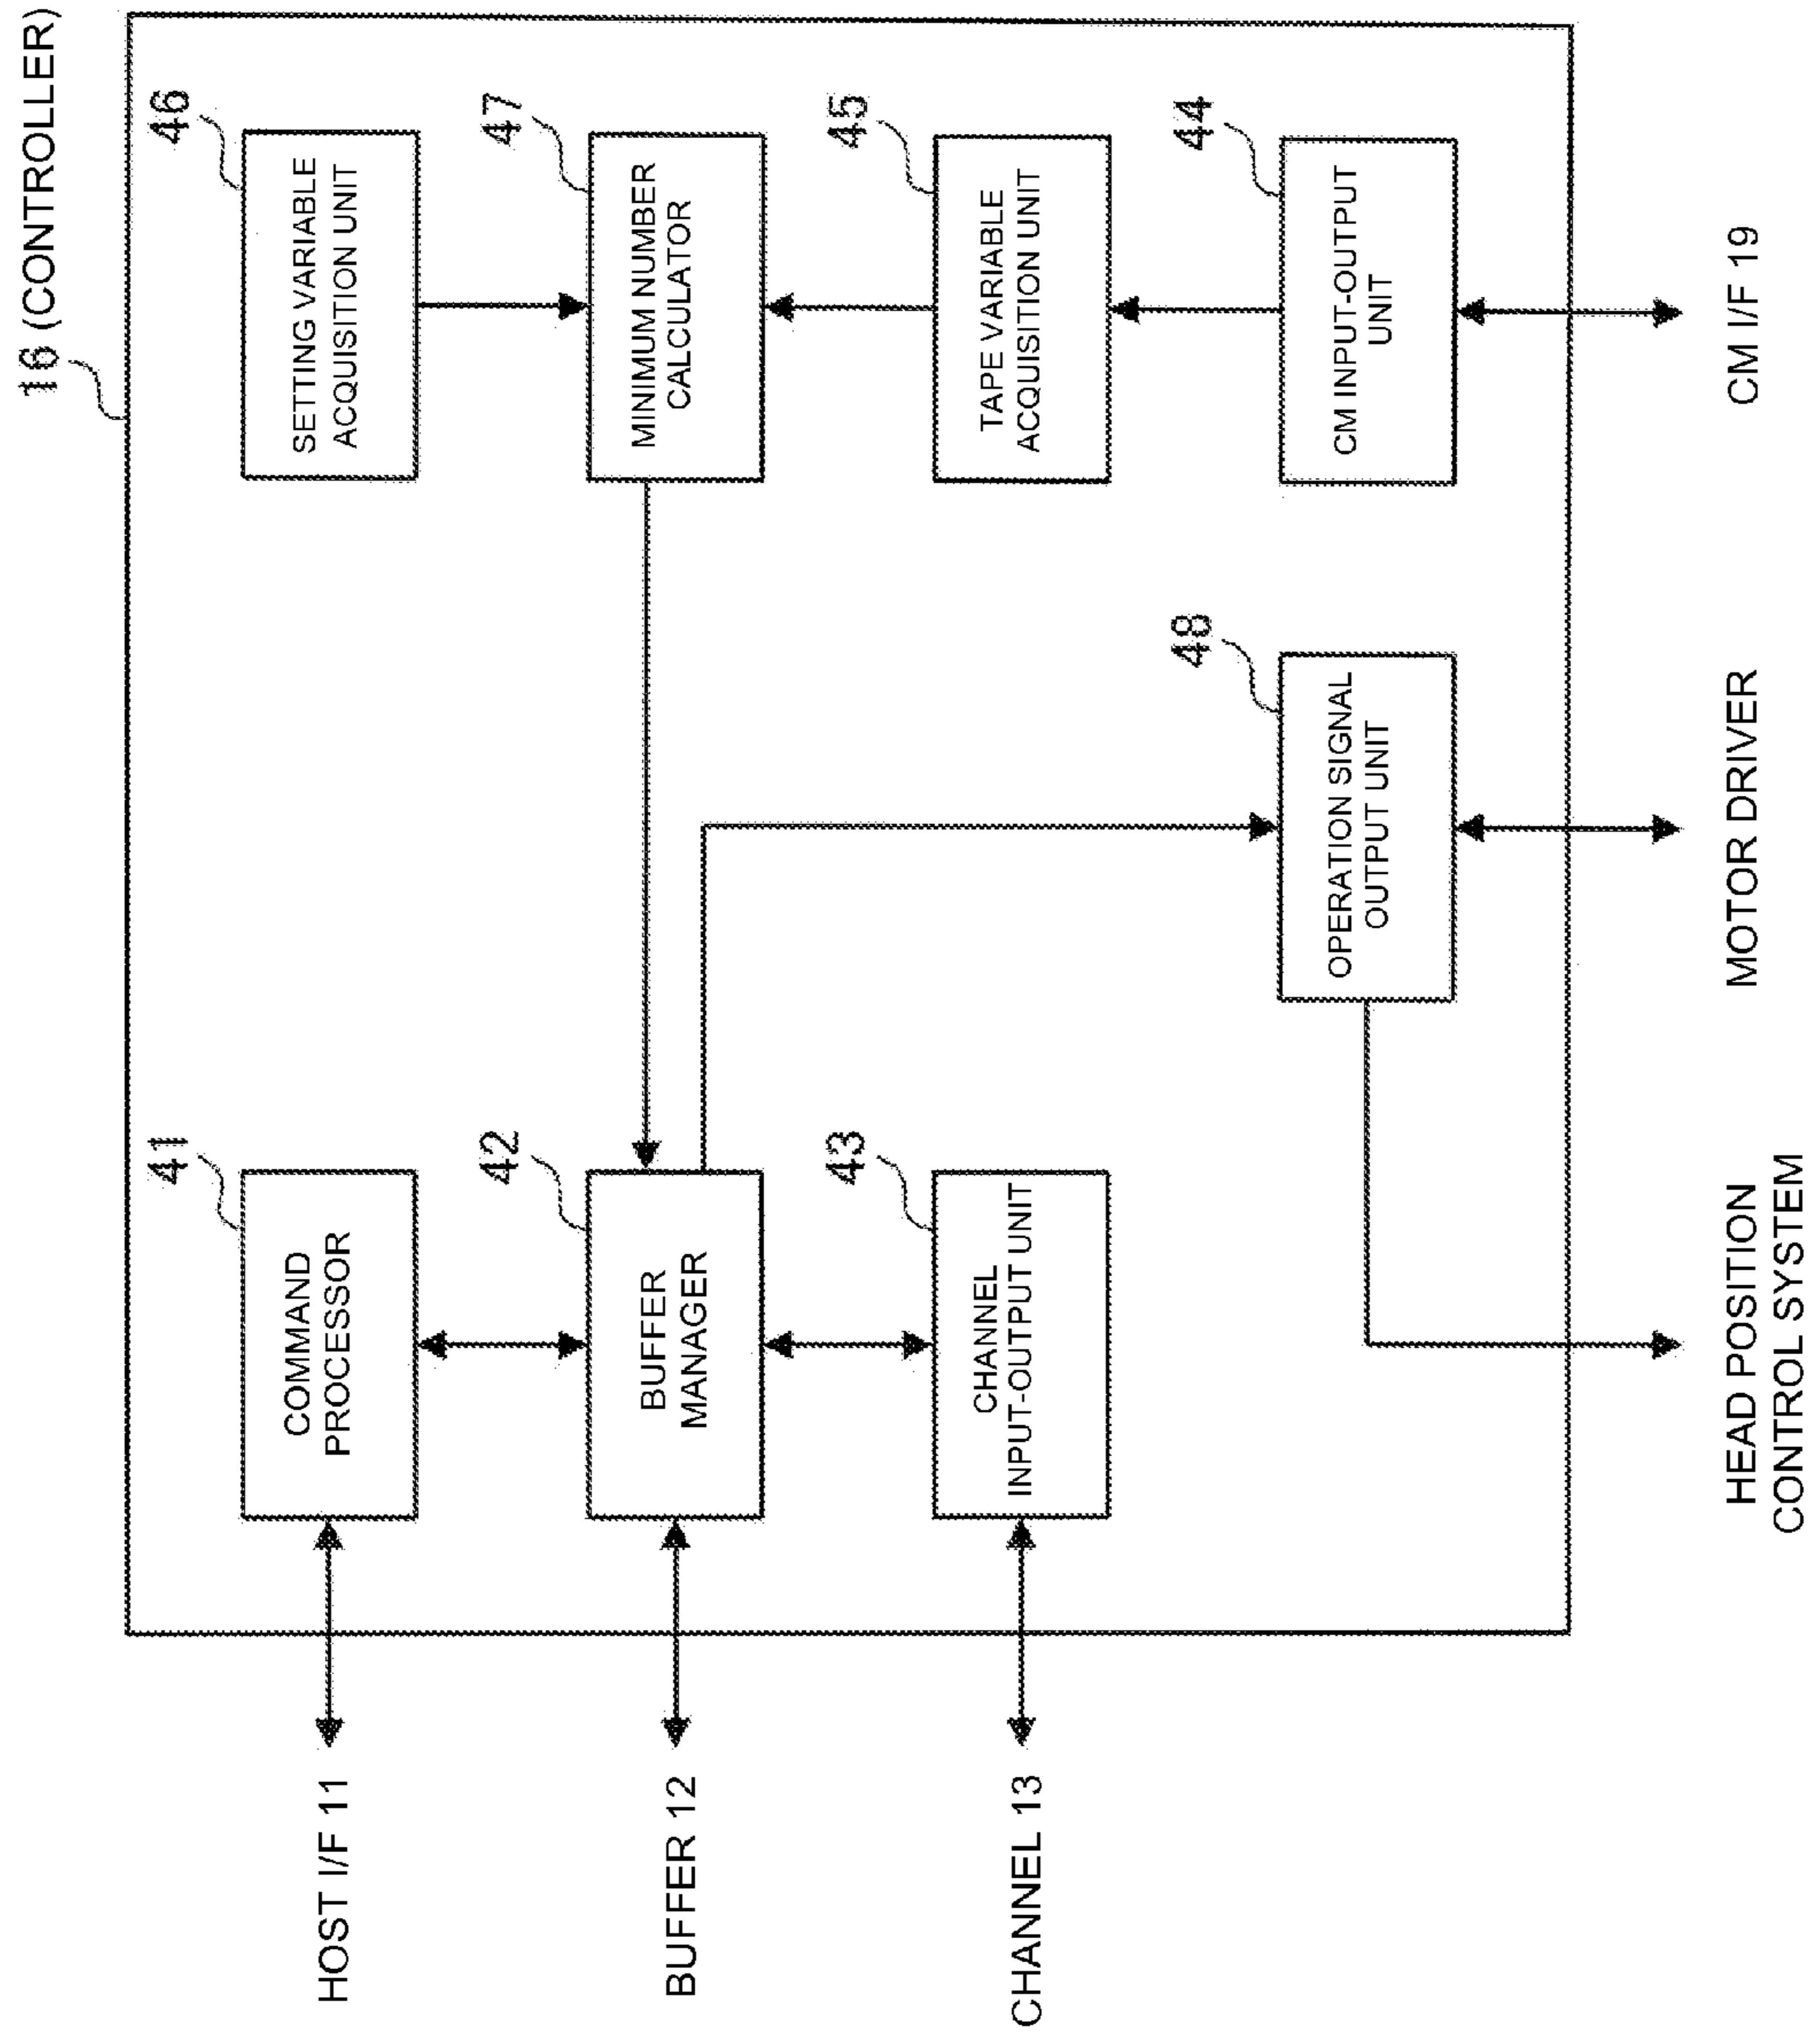 16 (CONTROLLER)
41
COMMAND
PROCESSOR
46
SETTING VARIABLE
ACQUISITION UNIT
HOST I/F 11
42
BUFFER
MANAGER
47
MINIMUM NUMBER
CALCULATOR
BUFFER 12
43
CHANNEL
INPUT-OUTPUT UNIT
45
TAPE VARIABLE
ACQUISITION UNIT
CHANNEL 13
48
OPERATION SIGNAL
OUTPUT UNIT
44
CM INPUT-OUTPUT
UNIT
HEAD POSITION
CONTROL SYSTEM
MOTOR DRIVER
CM I/F 19